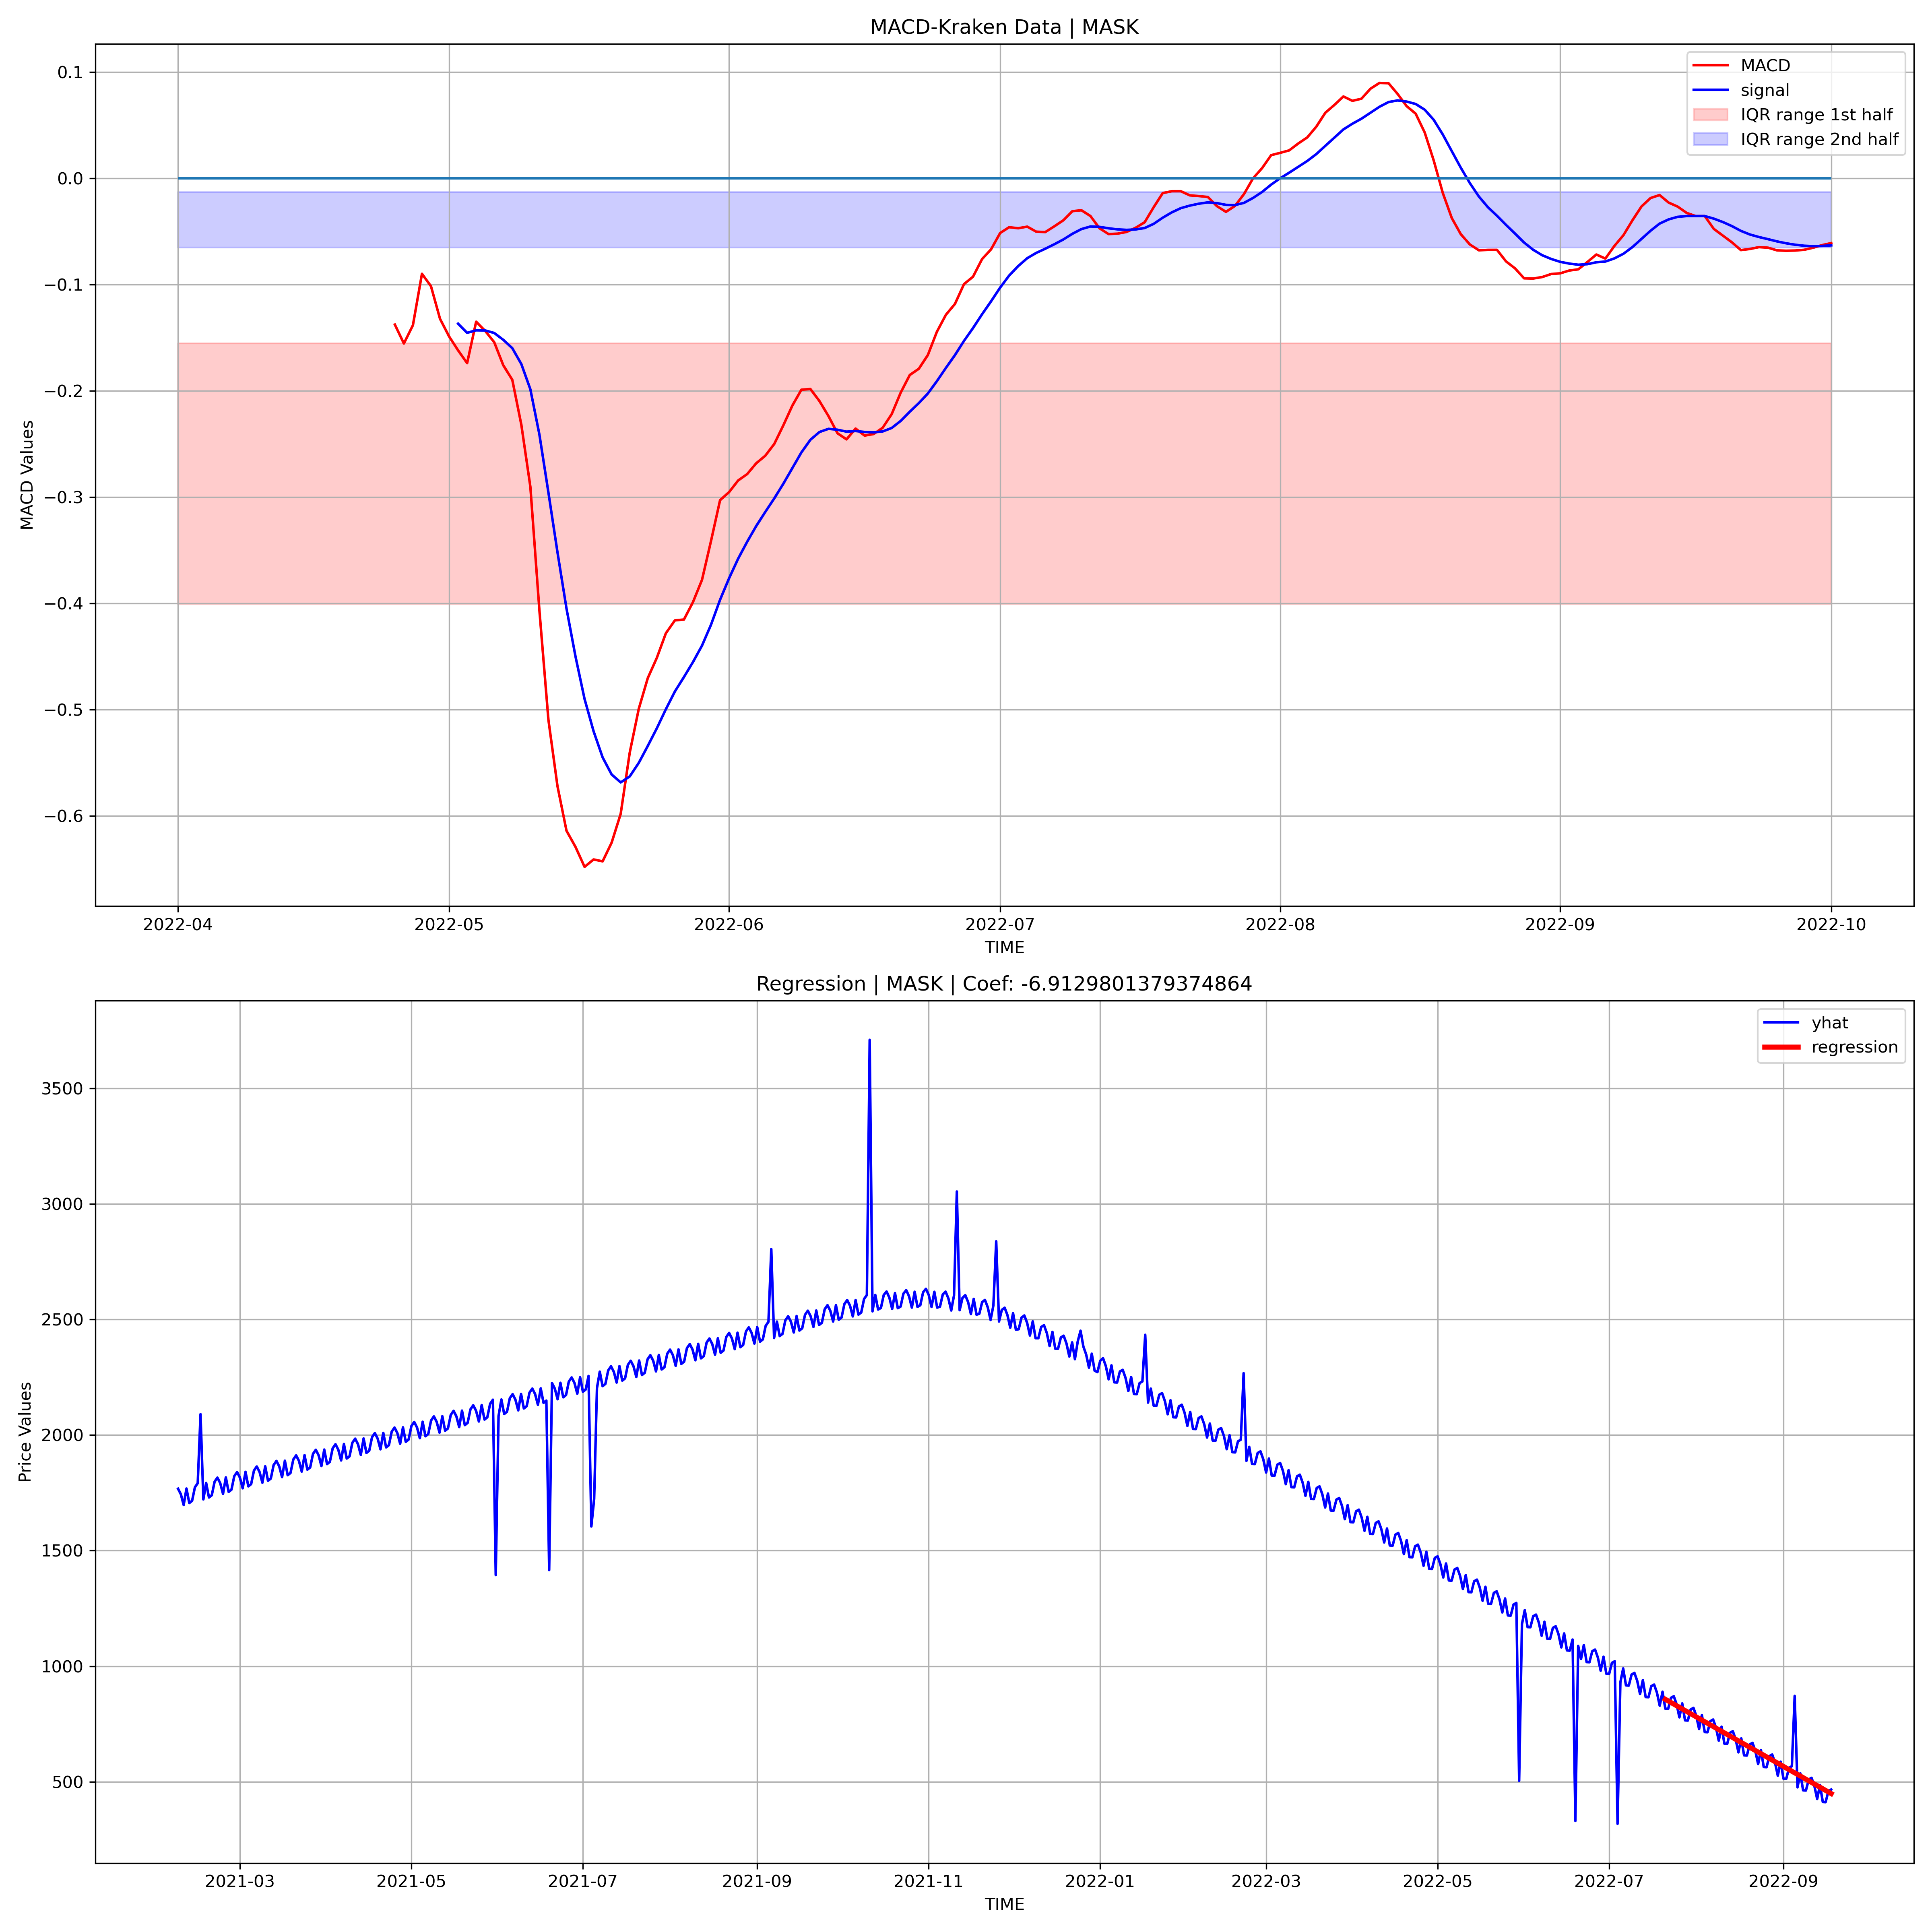 MACD-Kraken Data | MASK
MACD
signal
IQR range 1st half
IQR range 2nd half
MACD Values
0.1
0.0
−0.1
−0.2
−0.3
−0.4
−0.5
−0.6
2022-04 2022-05 2022-06 2022-07 2022-08 2022-09 2022-10
TIME
Regression | MASK | Coef: -6.9129801379374864
yhat
regression
Price Values
3500
3000
2500
2000
1500
1000
500
2021-03 2021-05 2021-07 2021-09 2021-11 2022-01 2022-03 2022-05 2022-07 2022-09
TIME